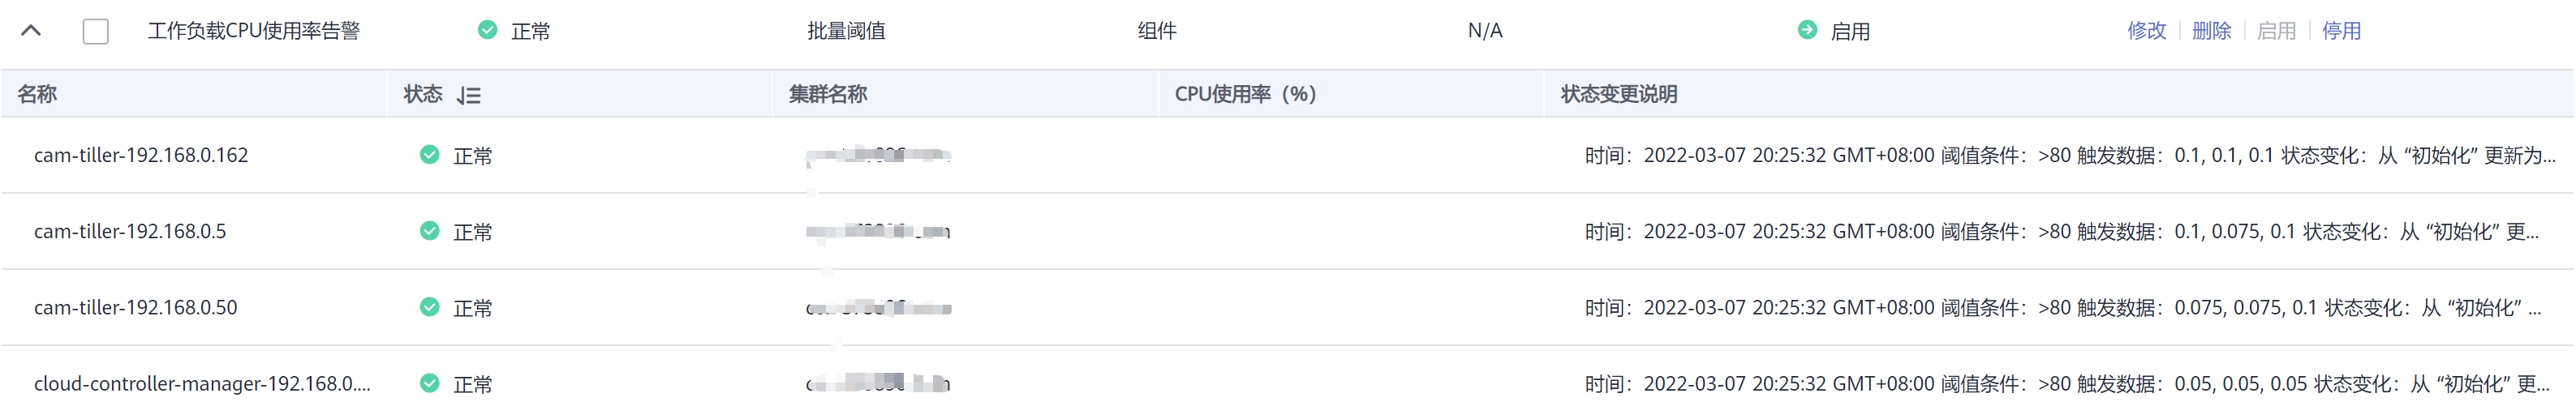 工作负载CPU使用率告警 正常 批量阈值 组件 N/A 启用 修改 删除 启用 停用
名称 状态 集群名称 CPU使用率（%） 状态变更说明
cam-tiller-192.168.0.162 正常 时间：2022-03-07 20:25:32 GMT+08:00 阈值条件：>80 触发数据：0.1, 0.1, 0.1 状态变化：从 “初始化” 更新为...
cam-tiller-192.168.0.5 正常 时间：2022-03-07 20:25:32 GMT+08:00 阈值条件：>80 触发数据：0.1, 0.075, 0.1 状态变化：从 “初始化” 更...
cam-tiller-192.168.0.50 正常 时间：2022-03-07 20:25:32 GMT+08:00 阈值条件：>80 触发数据：0.075, 0.075, 0.1 状态变化：从 “初始化” ...
cloud-controller-manager-192.168.0.... 正常 时间：2022-03-07 20:25:32 GMT+08:00 阈值条件：>80 触发数据：0.05, 0.05, 0.05 状态变化：从 “初始化” 更...